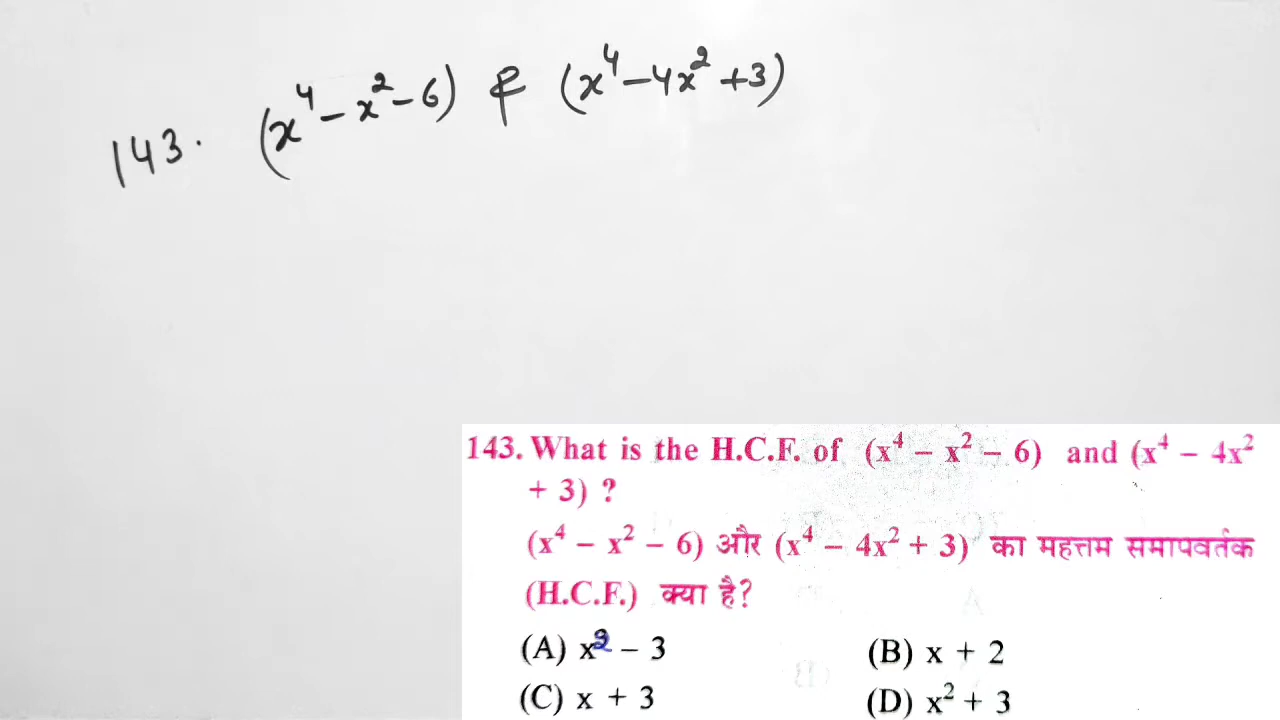 143. (x⁴ – x² – 6) & (x⁴ – 4x² + 3)
143. What is the H.C.F. of (x⁴ – x² – 6) and (x⁴ – 4x²
+ 3) ?
(x⁴ – x² – 6) और (x⁴ – 4x² + 3) का महत्तम समापवर्तक
(H.C.F.) क्या है?
(A) x² – 3 (B) x + 2
(C) x + 3 (D) x² + 3